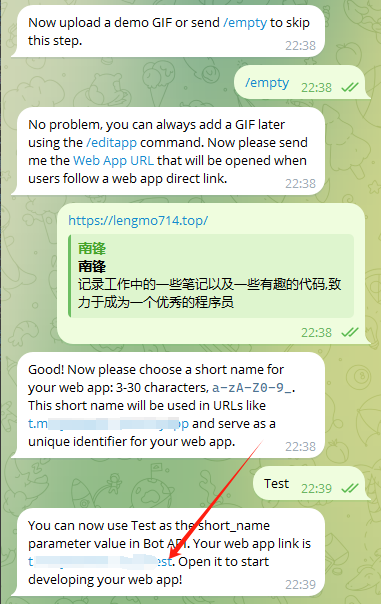 Now upload a demo GIF or send /empty to skip
this step.
22:38
/empty
22:38
No problem, you can always add a GIF later
using the /editapp command. Now please send
me the Web App URL that will be opened when
users follow a web app direct link.
22:38
https://lengmo714.top/
南锋
南锋
记录工作中的一些笔记以及一些有趣的代码,致
力于成为一个优秀的程序员
22:38
Good! Now please choose a short name for
your web app: 3-30 characters, a-zA-Z0-9_.
This short name will be used in URLs like
and serve as a
unique identifier for your web app.
22:38
Test
22:39
You can now use Test as the short_name
parameter value in Bot API. Your web app link is
Open it to start
developing your web app!
22:39